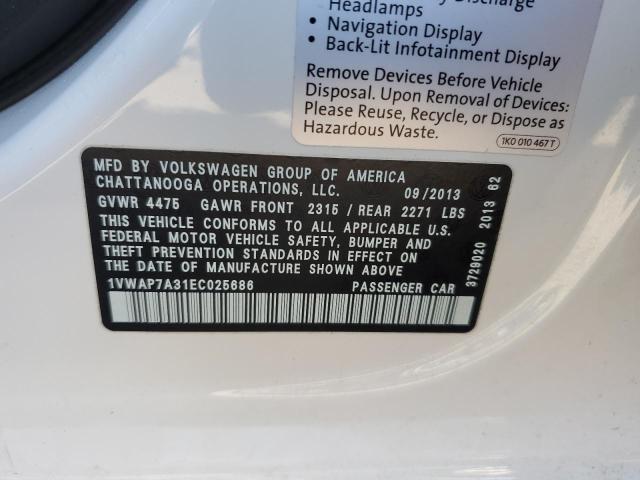 Discharge
Headlamps
• Navigation Display
• Back-Lit Infotainment Display
Remove Devices Before Vehicle
Disposal. Upon Removal of Devices:
Please Reuse, Recycle, or Dispose as
Hazardous Waste.
1K0 010 467 T
MFD BY VOLKSWAGEN GROUP OF AMERICA
CHATTANOOGA OPERATIONS, LLC. 09/2013
GVWR 4475 GAWR FRONT 2315 / REAR 2271 LBS
THIS VEHICLE CONFORMS TO ALL APPLICABLE U.S.
FEDERAL MOTOR VEHICLE SAFETY, BUMPER AND
THEFT PREVENTION STANDARDS IN EFFECT ON
THE DATE OF MANUFACTURE SHOWN ABOVE
1VWAP7A31EC025686 PASSENGER CAR
3729020 2013 62